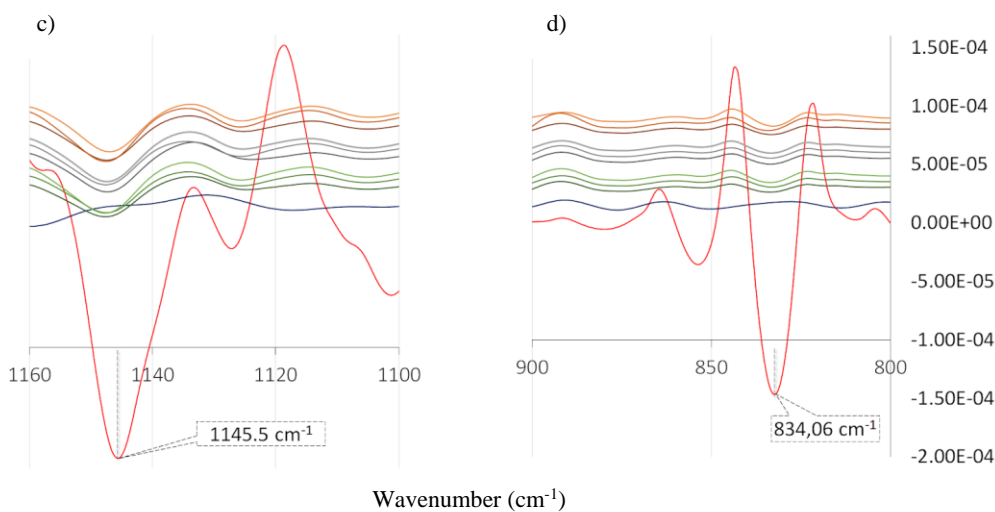 c)
d)
1.50E-04
1.00E-04
5.00E-05
0.00E+00
-5.00E-05
-1.00E-04
-1.50E-04
-2.00E-04
1160 1140 1120 1100
900 850 800
1145.5 cm⁻¹
834,06 cm⁻¹
Wavenumber (cm⁻¹)